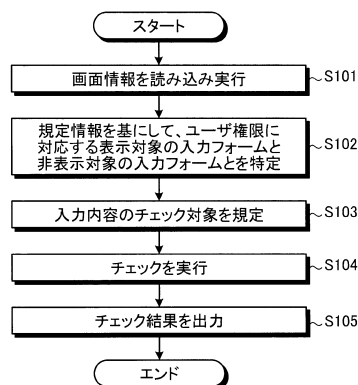 スタート
画面情報を読み込み実行
S101
規定情報を基にして、ユーザ権限に
対応する表示対象の入力フォームと
非表示対象の入力フォームとを特定
S102
入力内容のチェック対象を規定
S103
チェックを実行
S104
チェック結果を出力
S105
エンド